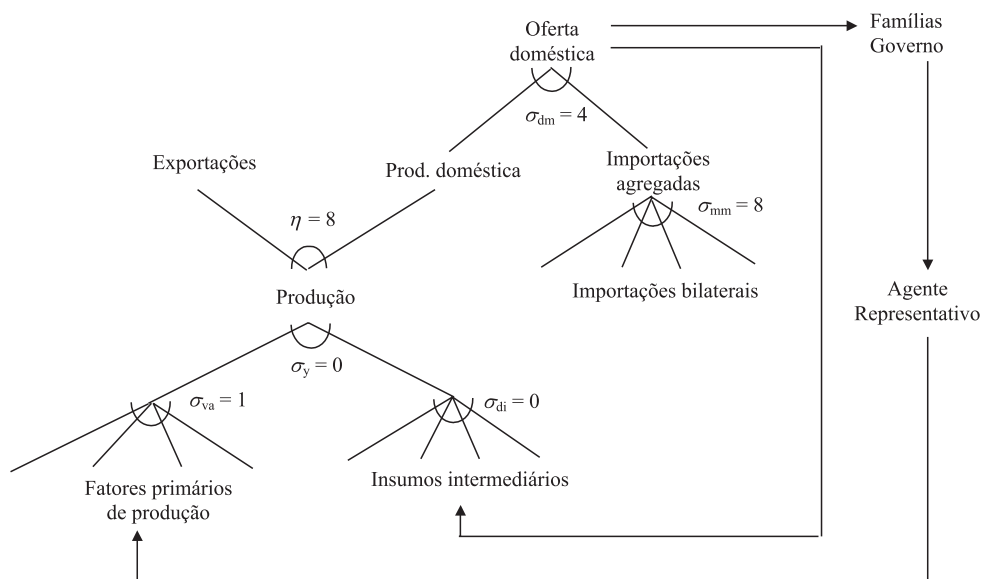 Oferta
doméstica
Famílias
Governo
σdm = 4
Exportações
Prod. doméstica
Importações
agregadas
σmm = 8
η = 8
Produção
Importações bilaterais
Agente
Representativo
σy = 0
σva = 1
σdi = 0
Fatores primários
de produção
Insumos intermediários